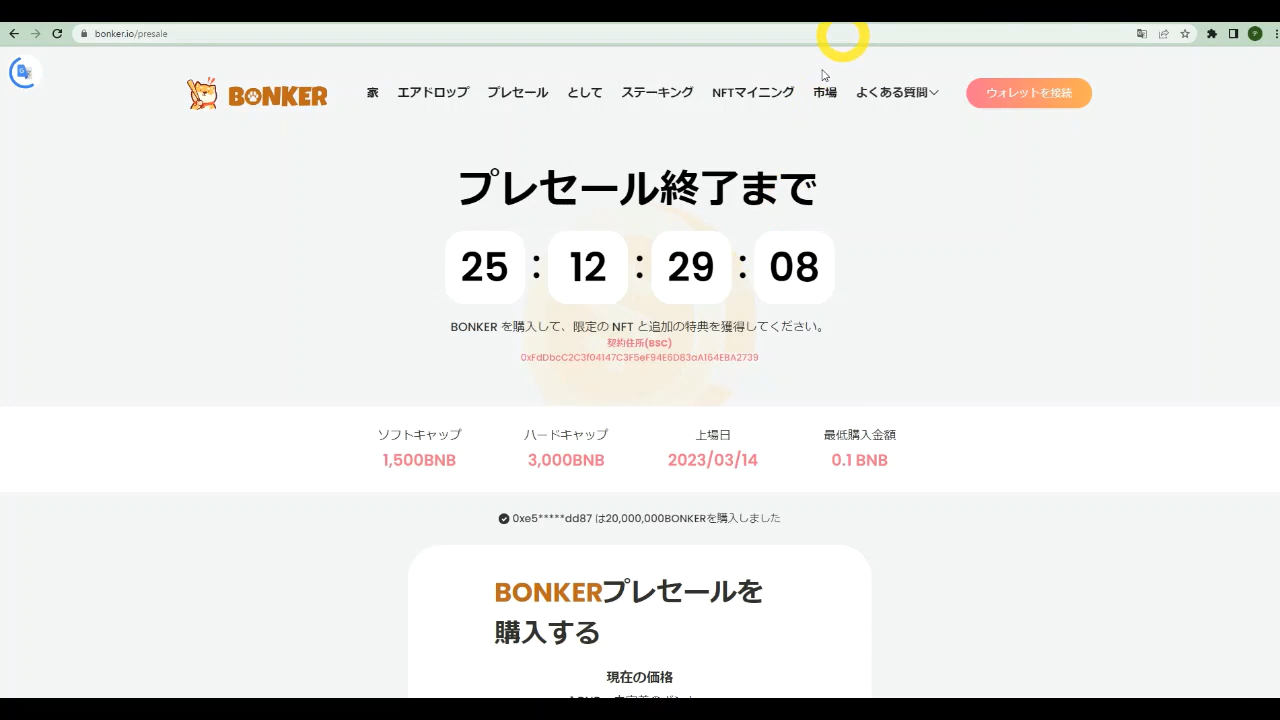 bonker.io/presale
BONKER 家 エアドロップ プレセール として ステーキング NFTマイニング 市場 よくある質問 ウォレットを接続
プレセール終了まで
25 : 12 : 29 : 08
BONKER を購入して、限定の NFT と追加の特典を獲得してください。
契約住所(BSC)
0xFdDbcC2C3f04147C3F5eF94E6D83aA164EBA2739
ソフトキャップ ハードキャップ 上場日 最低購入金額
1,500BNB 3,000BNB 2023/03/14 0.1 BNB
0xe5*****dd87 は20,000,000BONKERを購入しました
BONKERプレセールを
購入する
現在の価格